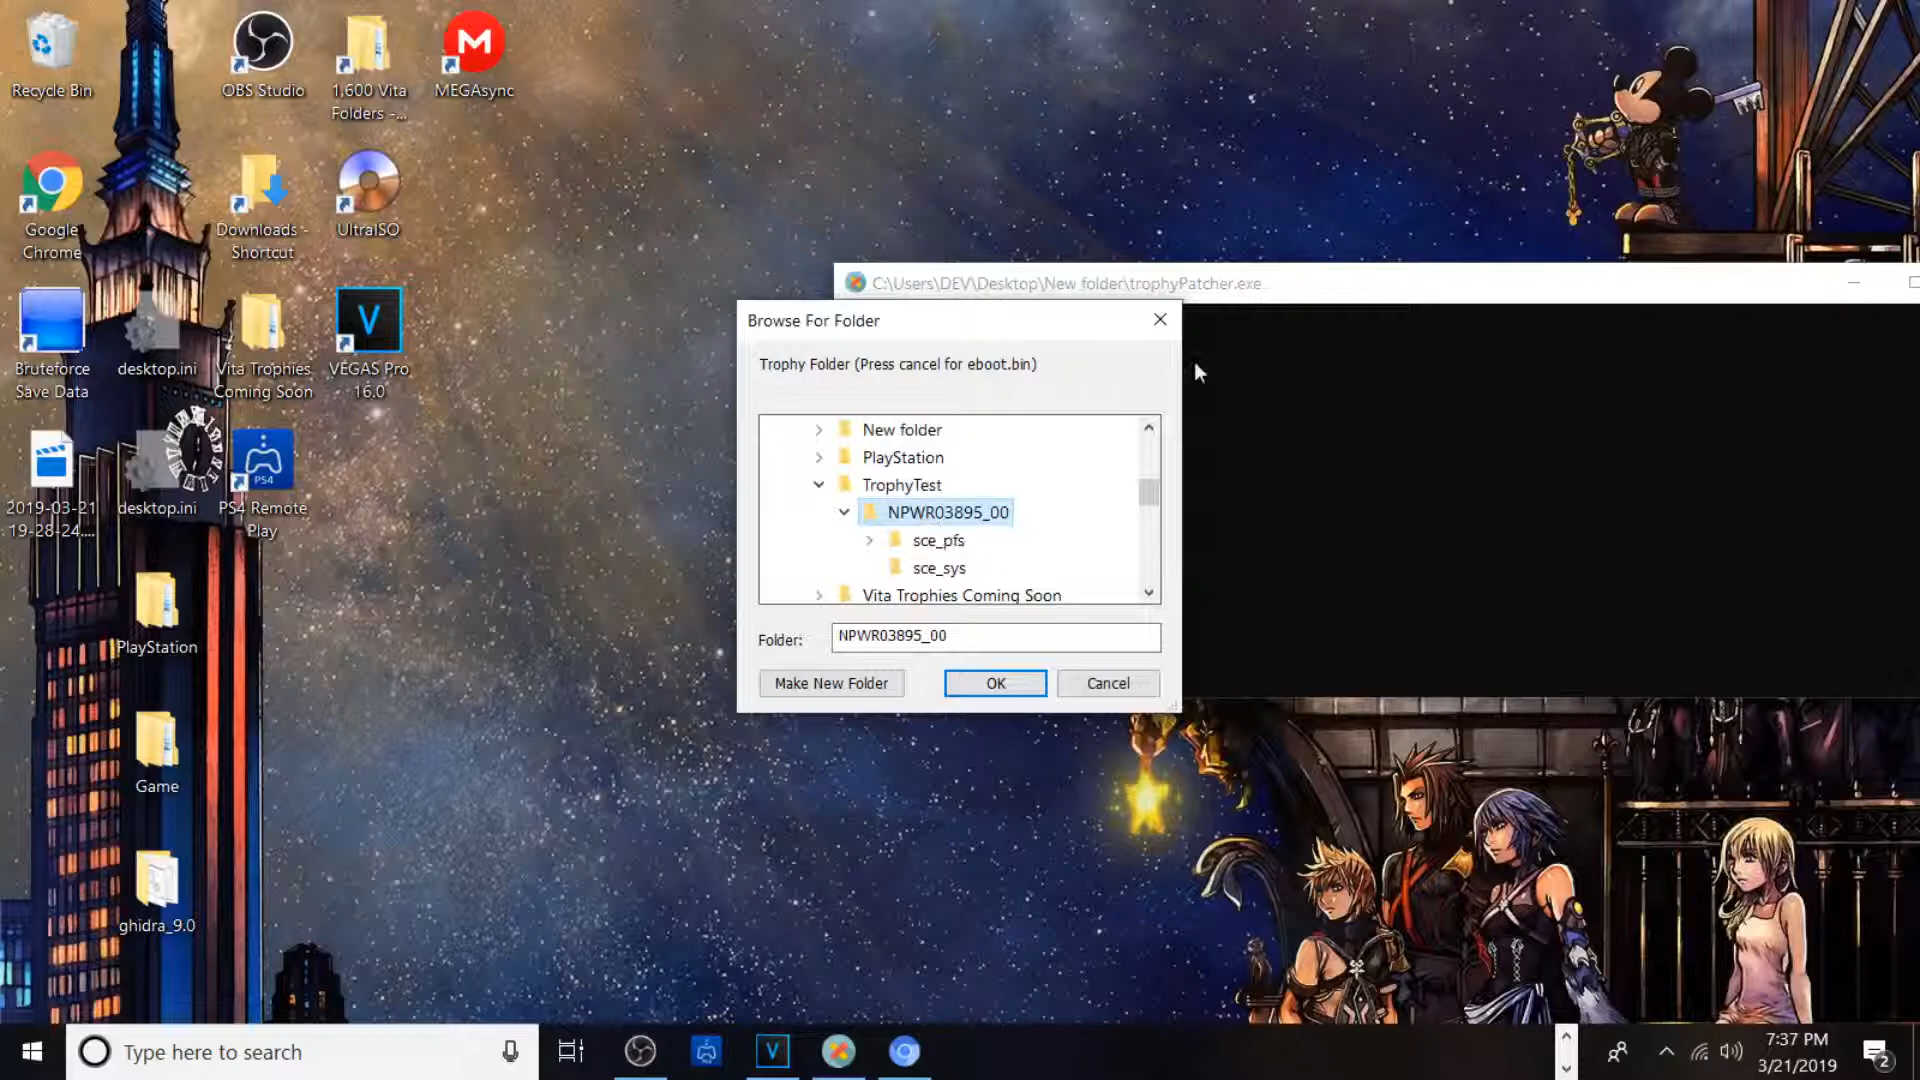 Recycle Bin
OBS Studio
1,600 Vita
Folders -...
MEGAsync
Google
Chrome
Downloads -
Shortcut
UltraISO
Bruteforce
Save Data
desktop.ini
Vita Trophies
Coming Soon
VEGAS Pro
16.0
2019-03-21
19-28-24....
desktop.ini
PS4
PS4 Remote
Play
PlayStation
Game
ghidra_9.0
C:\Users\DEV\Desktop\New folder\trophyPatcher.exe
Browse For Folder
Trophy Folder (Press cancel for eboot.bin)
New folder
PlayStation
TrophyTest
NPWR03895_00
sce_pfs
sce_sys
Vita Trophies Coming Soon
Folder:
NPWR03895_00
Make New Folder
OK
Cancel
Type here to search
7:37 PM
3/21/2019
2